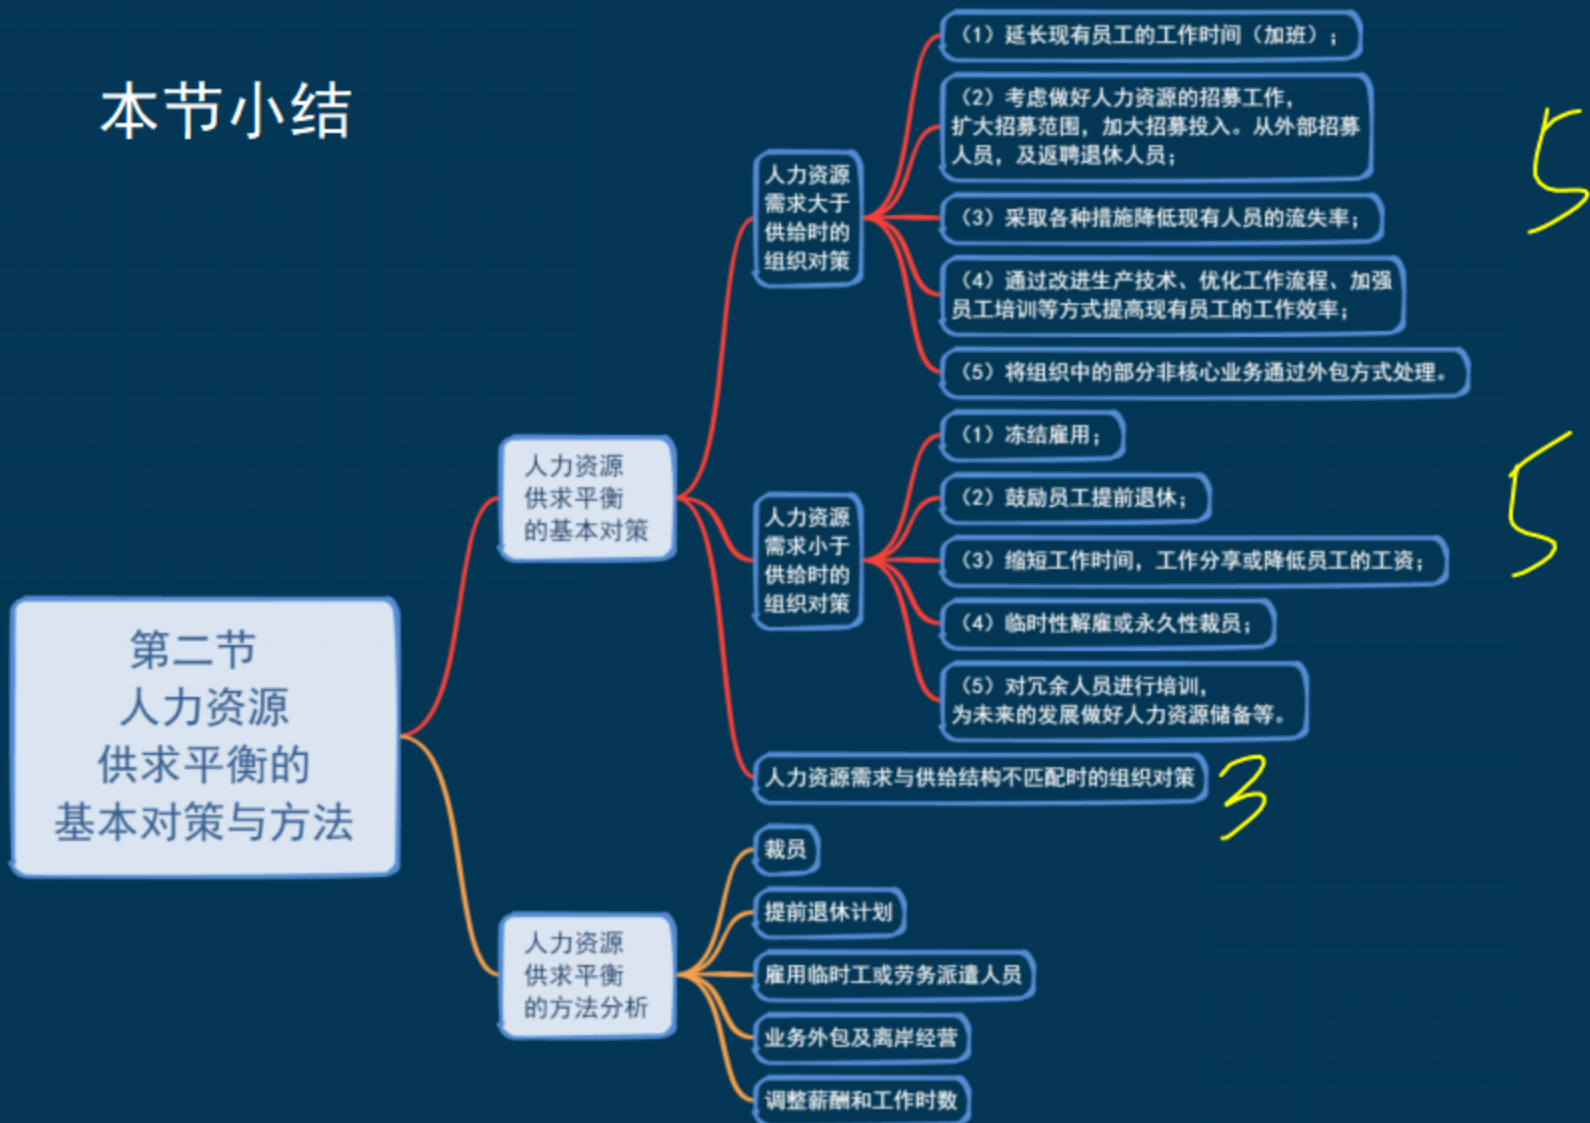 本节小结
第二节
人力资源
供求平衡的
基本对策与方法
人力资源
供求平衡
的基本对策
人力资源
需求大于
供给时的
组织对策
（1）延长现有员工的工作时间（加班）；
（2）考虑做好人力资源的招募工作，
扩大招募范围，加大招募投入。从外部招募
人员，及返聘退休人员；
（3）采取各种措施降低现有人员的流失率；
（4）通过改进生产技术、优化工作流程、加强
员工培训等方式提高现有员工的工作效率；
（5）将组织中的部分非核心业务通过外包方式处理。
5
人力资源
需求小于
供给时的
组织对策
（1）冻结雇用；
（2）鼓励员工提前退休；
（3）缩短工作时间，工作分享或降低员工的工资；
（4）临时性解雇或永久性裁员；
（5）对冗余人员进行培训，
为未来的发展做好人力资源储备等。
5
人力资源需求与供给结构不匹配时的组织对策
3
人力资源
供求平衡
的方法分析
裁员
提前退休计划
雇用临时工或劳务派遣人员
业务外包及离岸经营
调整薪酬和工作时数